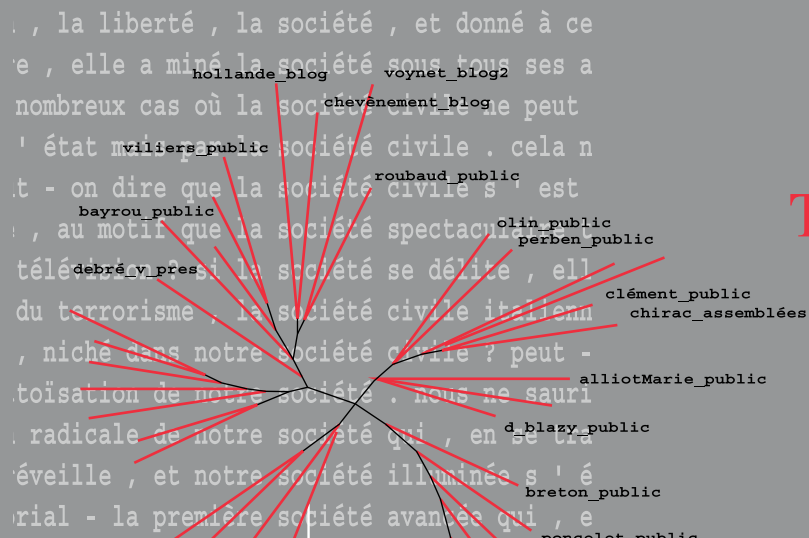 , la liberté , la société , et donné à ce
e , elle a miné la société sous tous ses a
hollande_blog
voynet_blog2
nombreux cas où la société civile ne peut
chevênement_blog
' état mais par la société civile . cela n
viliers_public
t - on dire que la société civile s ' est
roubaud_public
bayrou_public
, au motif que la société spectaculaire t
olin_public
perben_public
télévision ? si la société se délite , ell
debré_v_pres
du terrorisme , la société civile italienn
clément_public
chirac_assemblées
T
, niché dans notre société civile ? peut -
toïsation de notre société . nous ne sauri
alliotMarie_public
radicale de notre société qui , en se tra
d_blazy_public
réveille , et notre société illuminée s ' é
breton_public
orial - la première société avancée qui , e
poncelet_public